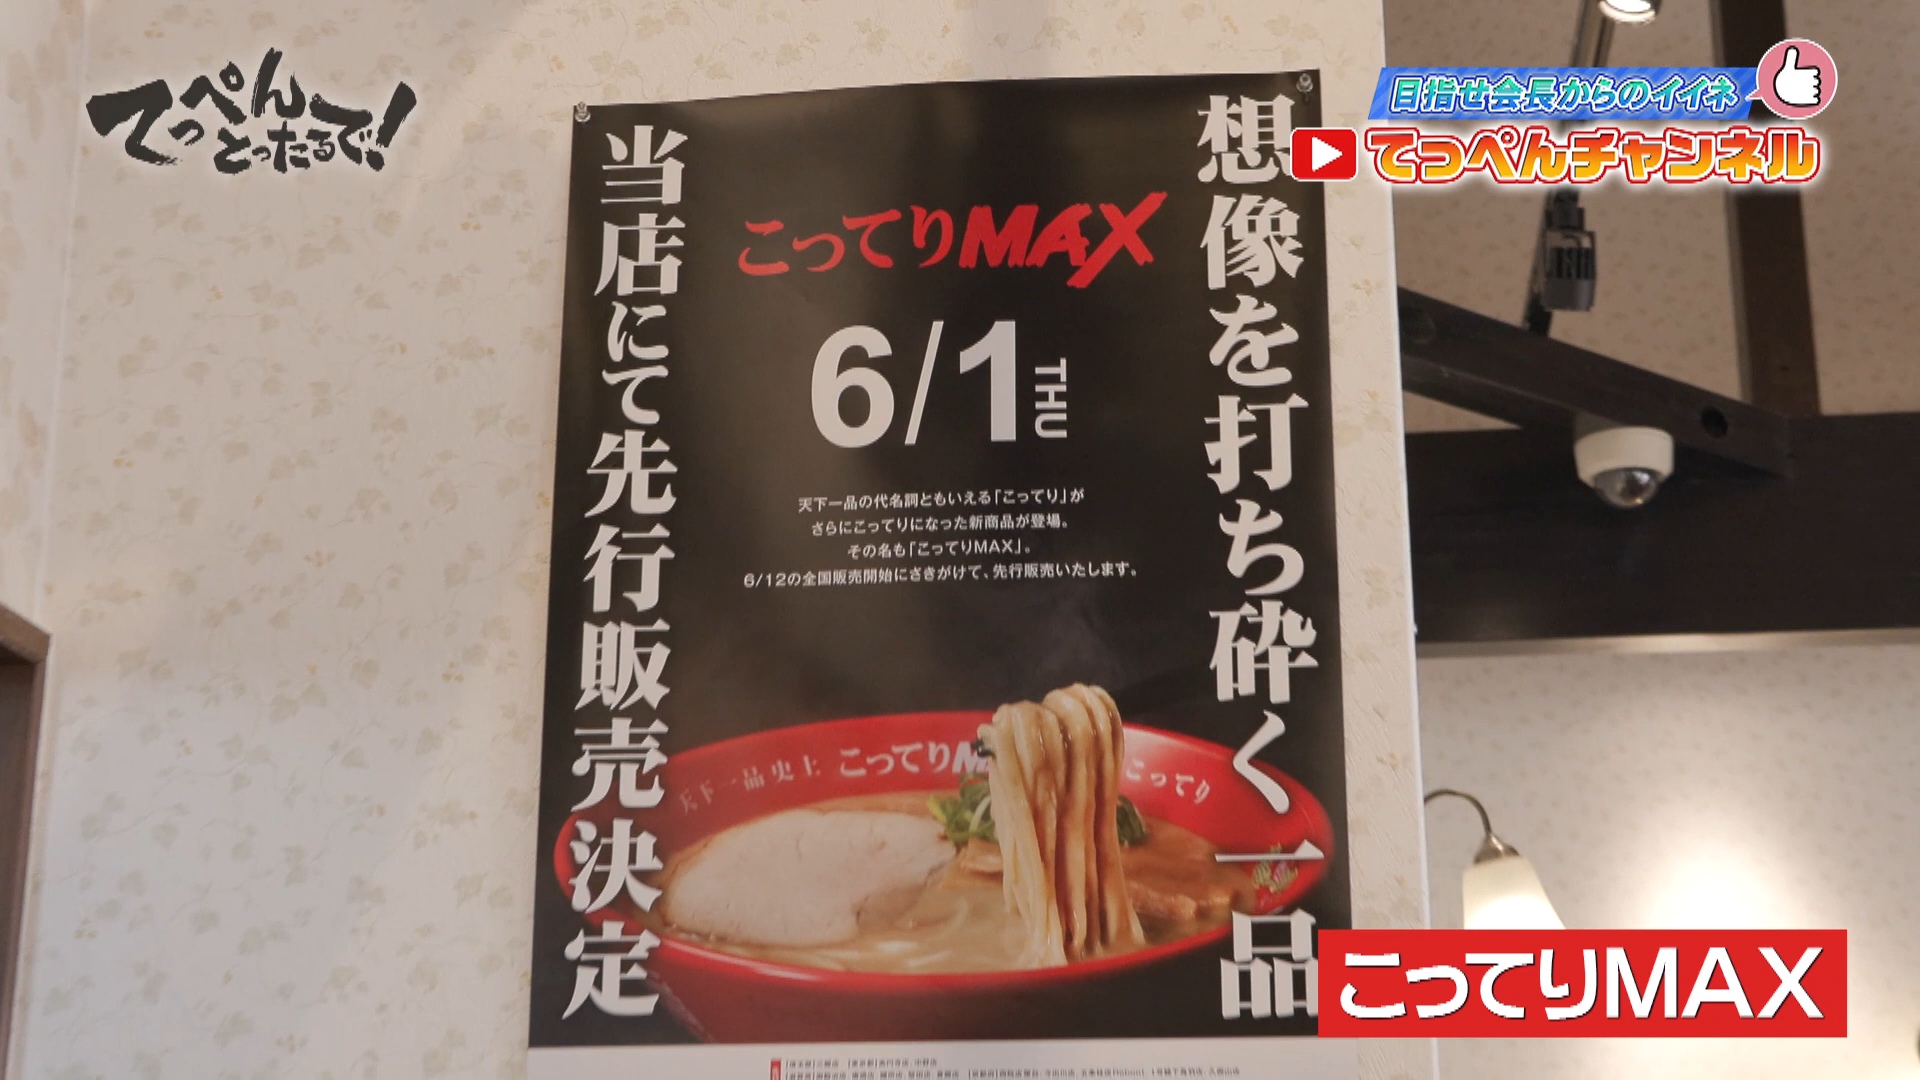 てっぺん
とったるで!
目指せ会長からのイイネ
てっぺんチャンネル
想像を打ち砕く一品
こってりMAX
6/1 THU
天下一品の代名詞ともいえる「こってり」が
さらにこってりになった新商品が登場。
その名も「こってりMAX」。
6/12の全国販売開始にさきがけて、先行販売いたします。
当店にて先行販売決定
天下一品史上 こってりM こってり
こってりMAX